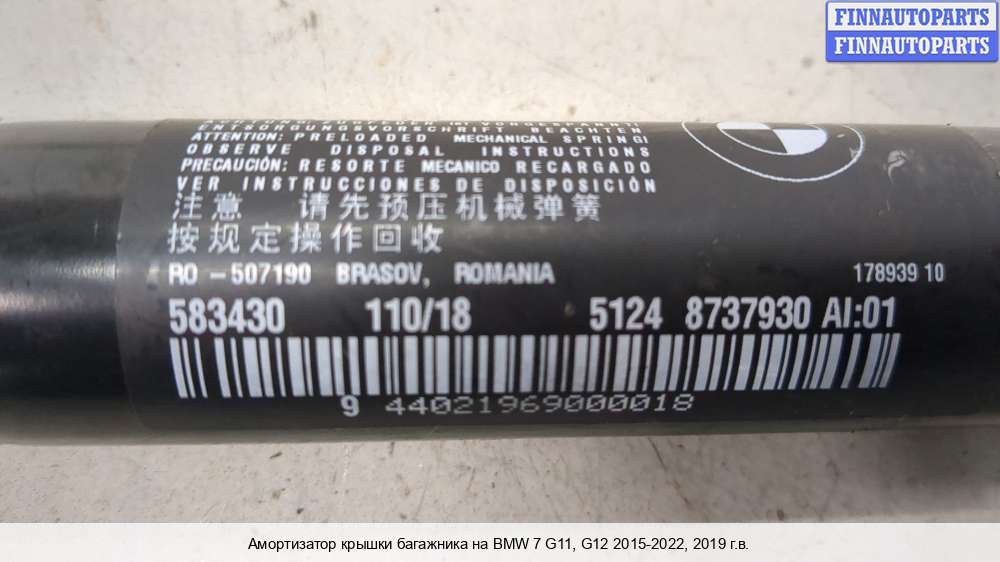 FINNAUTOPARTS
FINNAUTOPARTS
ENTSORGUNGSVORSCHRIFT BEACHTEN
ATTENTION: PRELOADED MECHANICAL SPRING!
OBSERVE DISPOSAL INSTRUCTIONS
PRECAUCIÓN: RESORTE MECANICO RECARGADO
VER INSTRUCCIONES DE DISPOSICIÓN
注意 请先预压机械弹簧
按规定操作回收
RO - 507190 BRASOV, ROMANIA
178939 10
583430 110/18 5124 8737930 AI:01
9 44021969000018
Амортизатор крышки багажника на BMW 7 G11, G12 2015-2022, 2019 г.в.